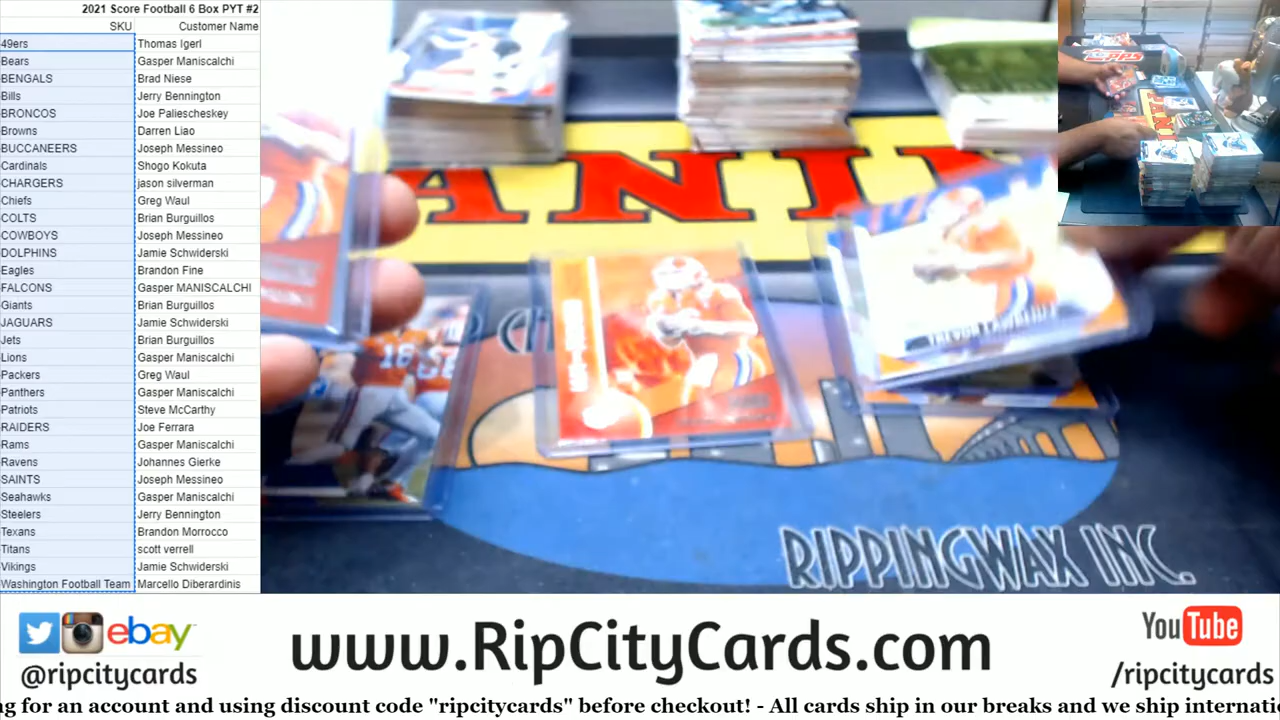 2021 Score Football 6 Box PYT #2
SKU Customer Name
49ers Thomas Igerl
Bears Gasper Maniscalchi
BENGALS Brad Niese
Bills Jerry Bennington
BRONCOS Joe Paliescheskey
Browns Darren Liao
BUCCANEERS Joseph Messineo
Cardinals Shogo Kokuta
CHARGERS jason silverman
Chiefs Greg Waul
COLTS Brian Burguillos
COWBOYS Joseph Messineo
DOLPHINS Jamie Schwiderski
Eagles Brandon Fine
FALCONS Gasper MANISCALCHI
Giants Brian Burguillos
JAGUARS Jamie Schwiderski
Jets Brian Burguillos
Lions Gasper Maniscalchi
Packers Greg Waul
Panthers Gasper Maniscalchi
Patriots Steve McCarthy
RAIDERS Joe Ferrara
Rams Gasper Maniscalchi
Ravens Johannes Gierke
SAINTS Joseph Messineo
Seahawks Gasper Maniscalchi
Steelers Jerry Bennington
Texans Brandon Morrocco
Titans scott verrell
Vikings Jamie Schwiderski
Washington Football Team Marcello Diberardinis
ANINI
16
TREVOR LAWRENCE
RIPPINGWAX INC.
ebay
@ripcitycards
www.RipCityCards.com
YouTube
/ripcitycards
g for an account and using discount code "ripcitycards" before checkout! - All cards ship in our breaks and we ship internati